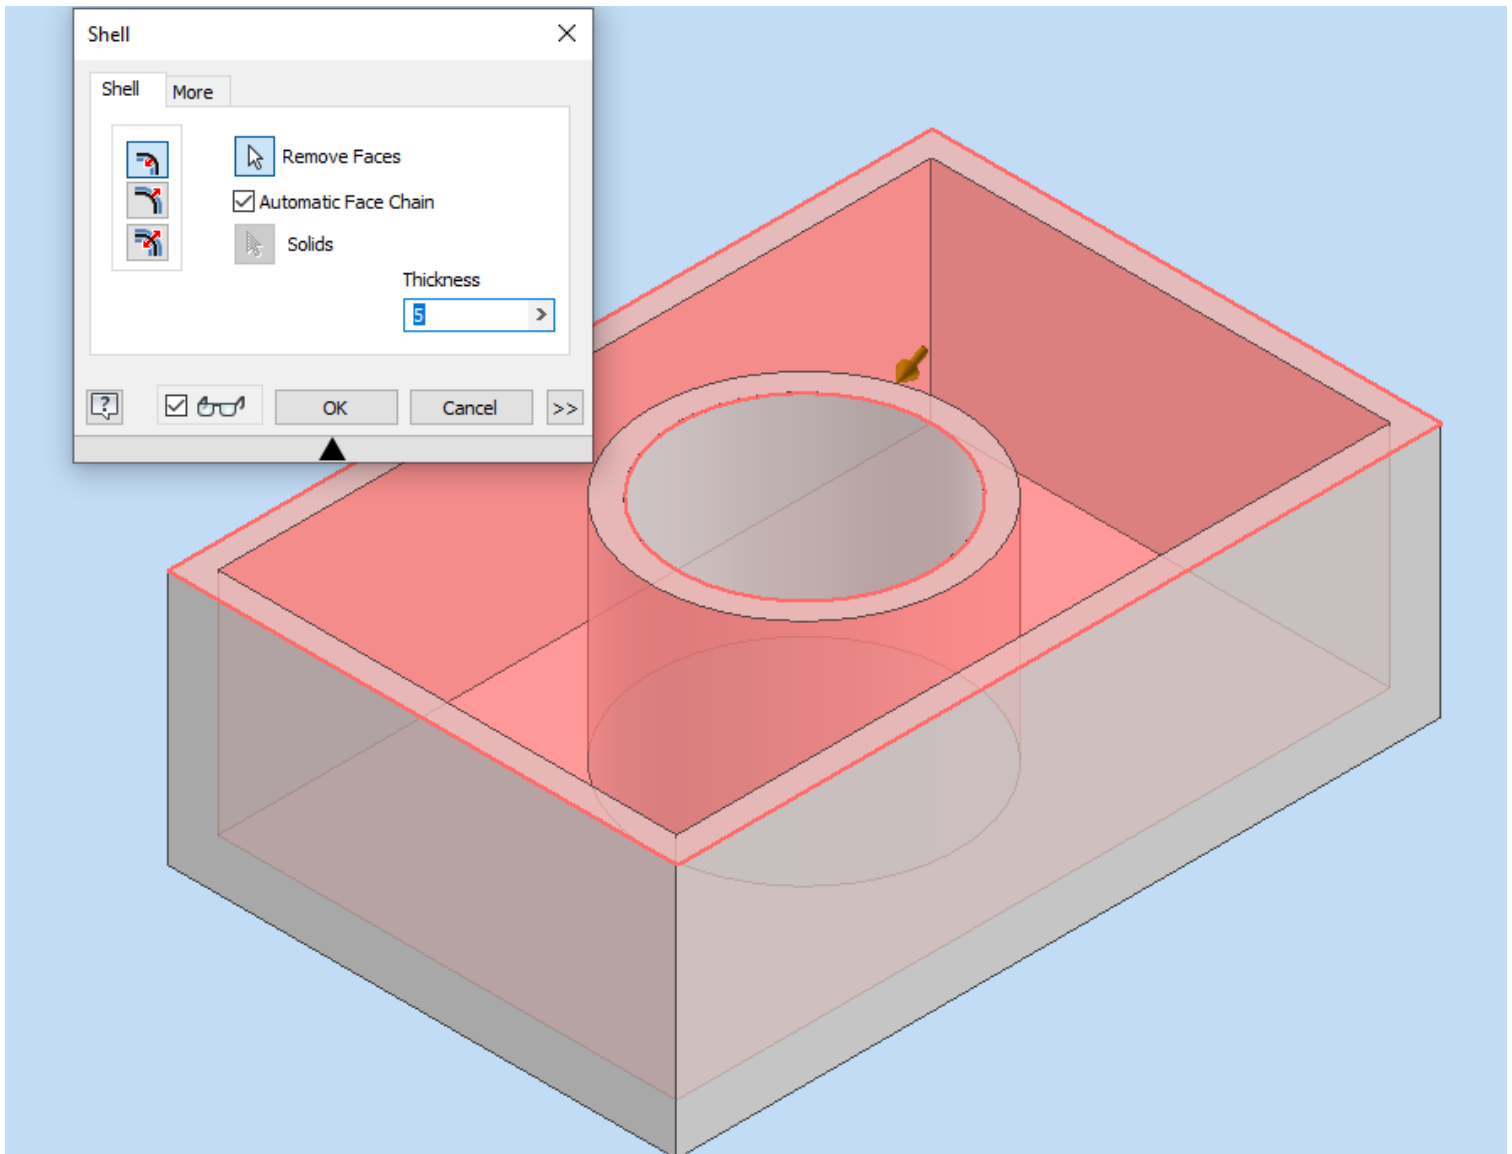 Shell
Shell
More
Remove Faces
Automatic Face Chain
Solids
Thickness
5
>
?
OK
Cancel
>>